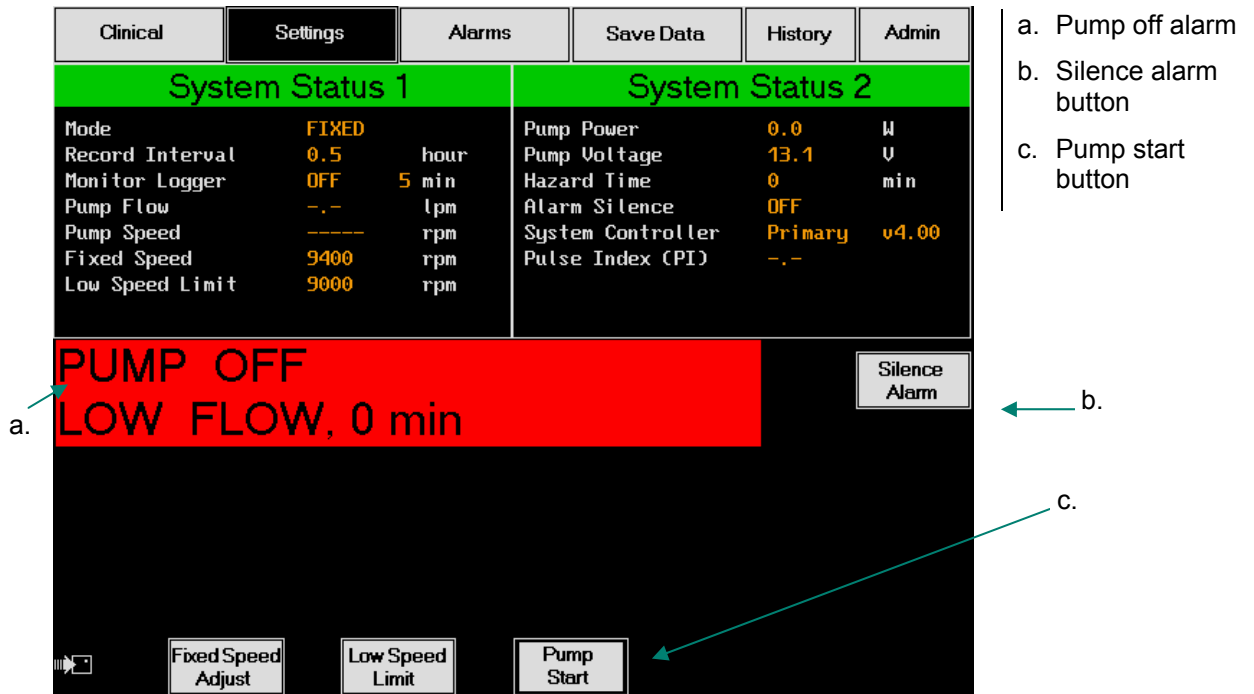 Clinical
Settings
Alarms
Save Data
History
Admin
System Status 1
Mode FIXED
Record Interval 0.5 hour
Monitor Logger OFF 5 min
Pump Flow -.- lpm
Pump Speed ----- rpm
Fixed Speed 9400 rpm
Low Speed Limit 9000 rpm
System Status 2
Pump Power 0.0 W
Pump Voltage 13.1 V
Hazard Time 0 min
Alarm Silence OFF
System Controller Primary v4.00
Pulse Index (PI) -.-
PUMP OFF
LOW FLOW, 0 min
Silence
Alarm
Fixed Speed
Adjust
Low Speed
Limit
Pump
Start
a.
b.
c.
a. Pump off alarm
b. Silence alarm
button
c. Pump start
button